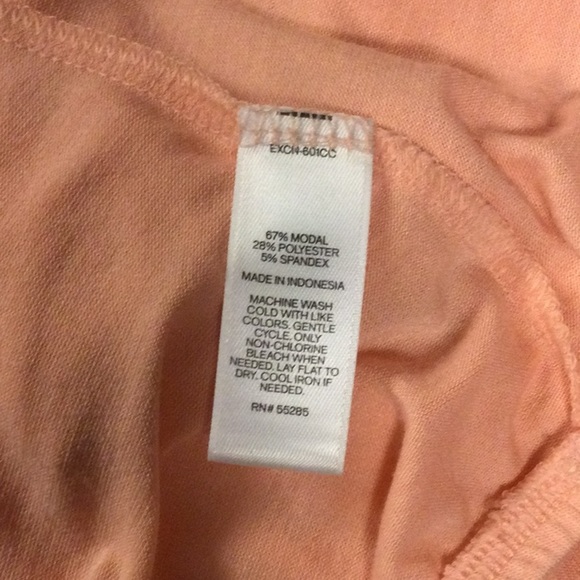 EXCN-601CC
67% MODAL
28% POLYESTER
5% SPANDEX
MADE IN INDONESIA
MACHINE WASH
COLD WITH LIKE
COLORS. GENTLE
CYCLE. ONLY
NON-CHLORINE
BLEACH WHEN
NEEDED. LAY FLAT TO
DRY. COOL IRON IF
NEEDED.
RN# 55285